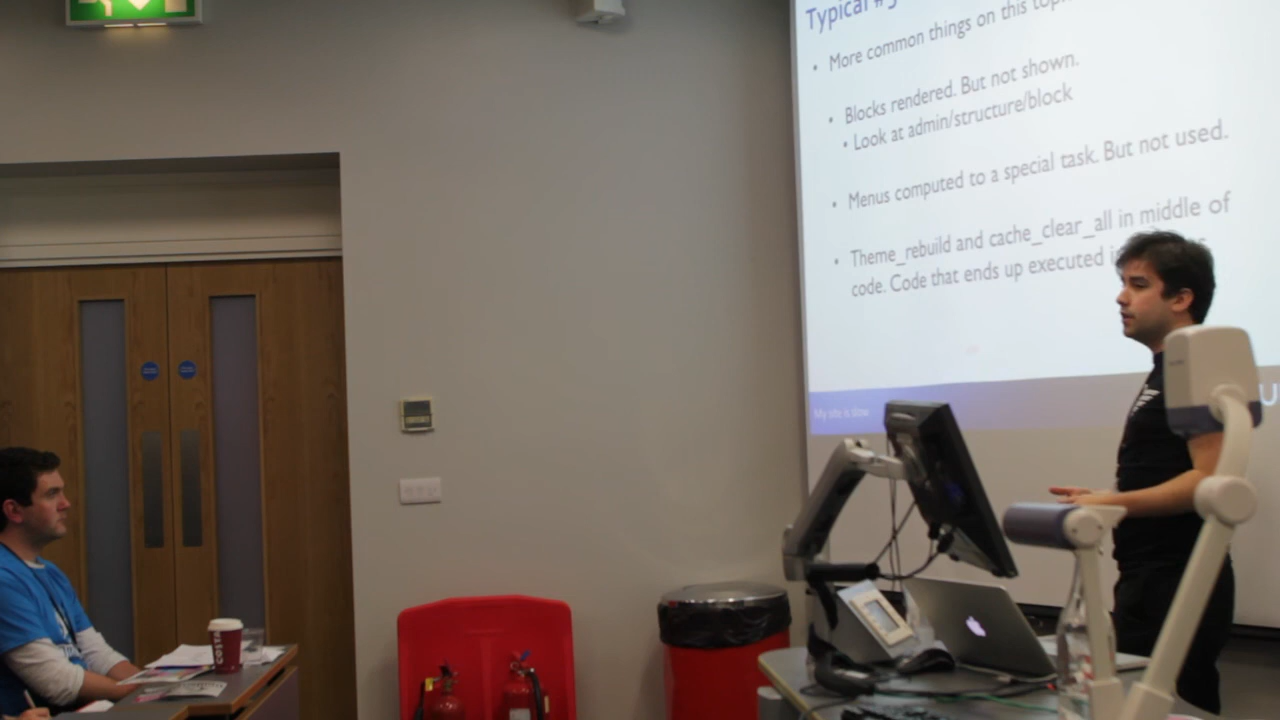 Typical
More common things on this topic
Blocks rendered. But not shown.
Look at admin/structure/block
Menus computed to a special task. But not used.
Theme_rebuild and cache_clear_all in middle of
code. Code that ends up executed
My site is slow
U
COSTA